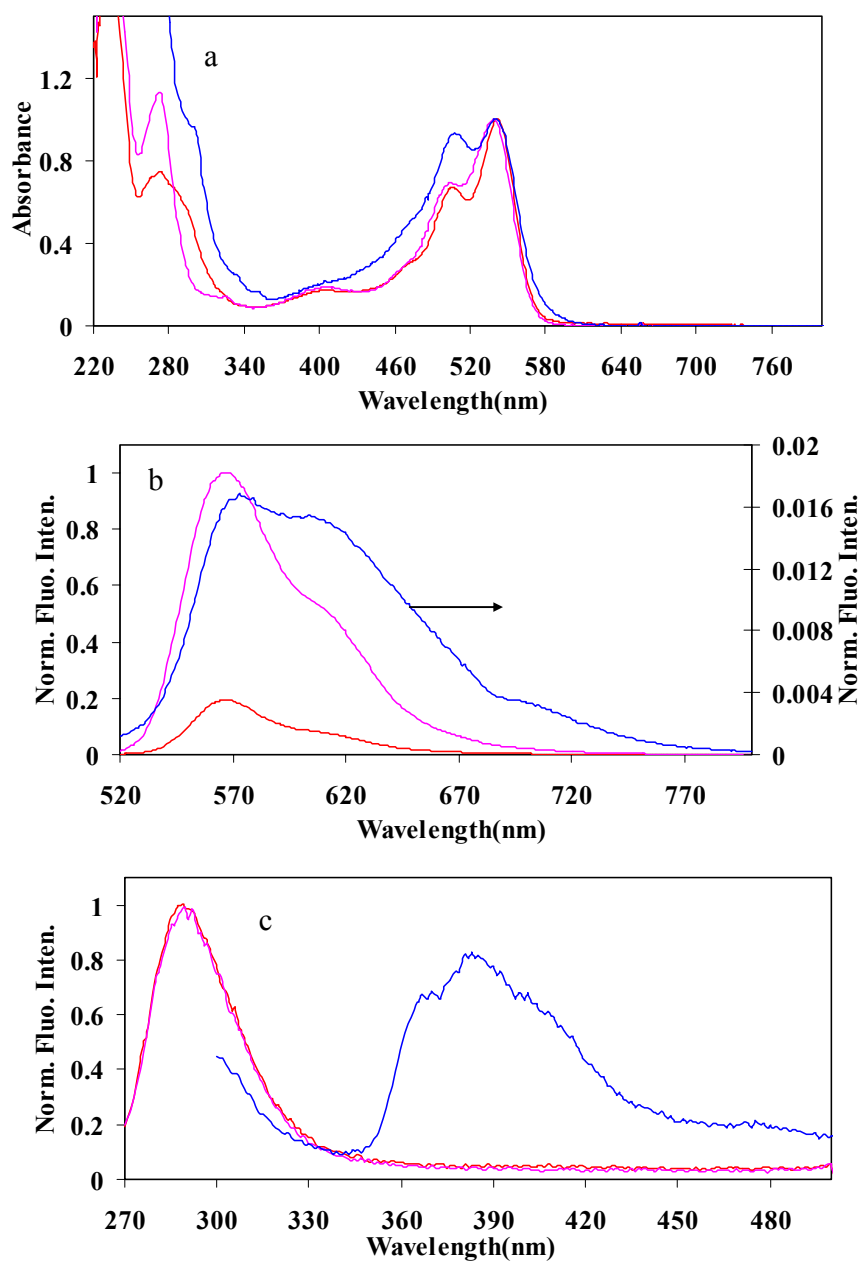 a
1.2
0.8
0.4
0
Absorbance
220 280 340 400 460 520 580 640 700 760
Wavelength(nm)
b
1
0.8
0.6
0.4
0.2
0
Norm. Fluo. Inten.
0.02
0.016
0.012
0.008
0.004
0
Norm. Fluo. Inten.
520 570 620 670 720 770
Wavelength(nm)
c
1
0.8
0.6
0.4
0.2
0
Norm. Fluo. Inten.
270 300 330 360 390 420 450 480
Wavelength(nm)